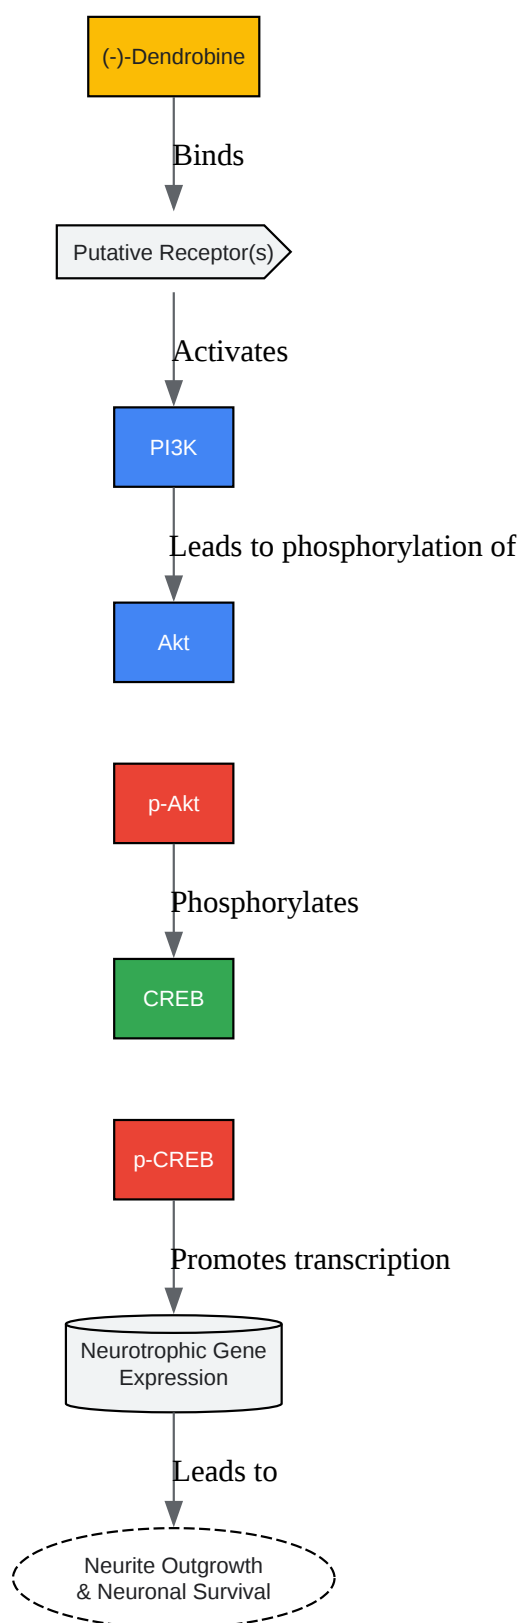 (-)-Dendrobine
Binds
Putative Receptor(s)
Activates
PI3K
Leads to phosphorylation of
Akt
p-Akt
Phosphorylates
CREB
p-CREB
Promotes transcription
Neurotrophic Gene
Expression
Leads to
Neurite Outgrowth
& Neuronal Survival